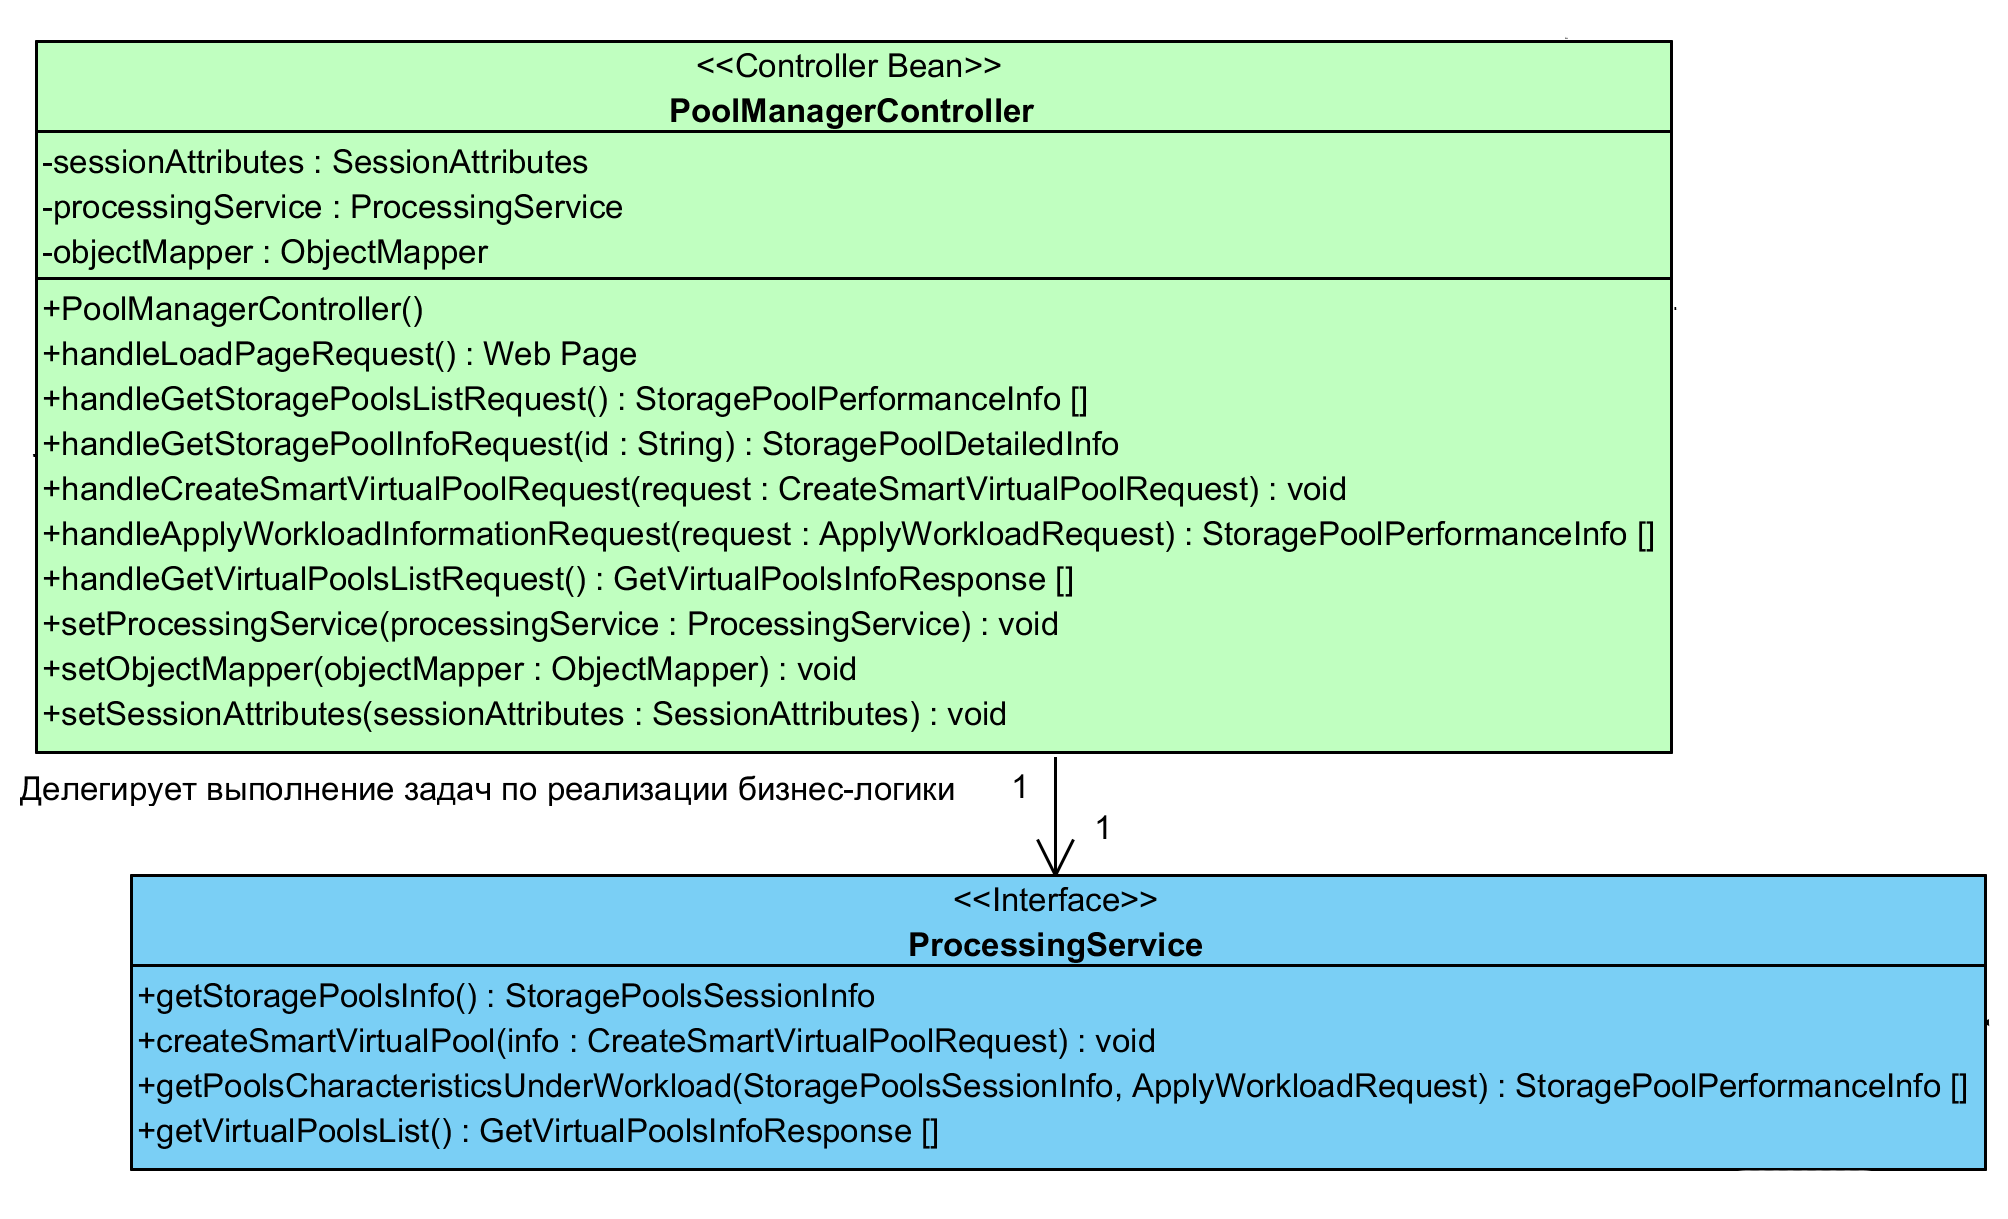 <<Controller Bean>>
PoolManagerController
-sessionAttributes : SessionAttributes
-processingService : ProcessingService
-objectMapper : ObjectMapper
+PoolManagerController()
+handleLoadPageRequest() : Web Page
+handleGetStoragePoolsListRequest() : StoragePoolPerformanceInfo []
+handleGetStoragePoolInfoRequest(id : String) : StoragePoolDetailedInfo
+handleCreateSmartVirtualPoolRequest(request : CreateSmartVirtualPoolRequest) : void
+handleApplyWorkloadInformationRequest(request : ApplyWorkloadRequest) : StoragePoolPerformanceInfo []
+handleGetVirtualPoolsListRequest() : GetVirtualPoolsInfoResponse []
+setProcessingService(processingService : ProcessingService) : void
+setObjectMapper(objectMapper : ObjectMapper) : void
+setSessionAttributes(sessionAttributes : SessionAttributes) : void
Делегирует выполнение задач по реализации бизнес-логики 1
1
<<Interface>>
ProcessingService
+getStoragePoolsInfo() : StoragePoolsSessionInfo
+createSmartVirtualPool(info : CreateSmartVirtualPoolRequest) : void
+getPoolsCharacteristicsUnderWorkload(StoragePoolsSessionInfo, ApplyWorkloadRequest) : StoragePoolPerformanceInfo []
+getVirtualPoolsList() : GetVirtualPoolsInfoResponse []